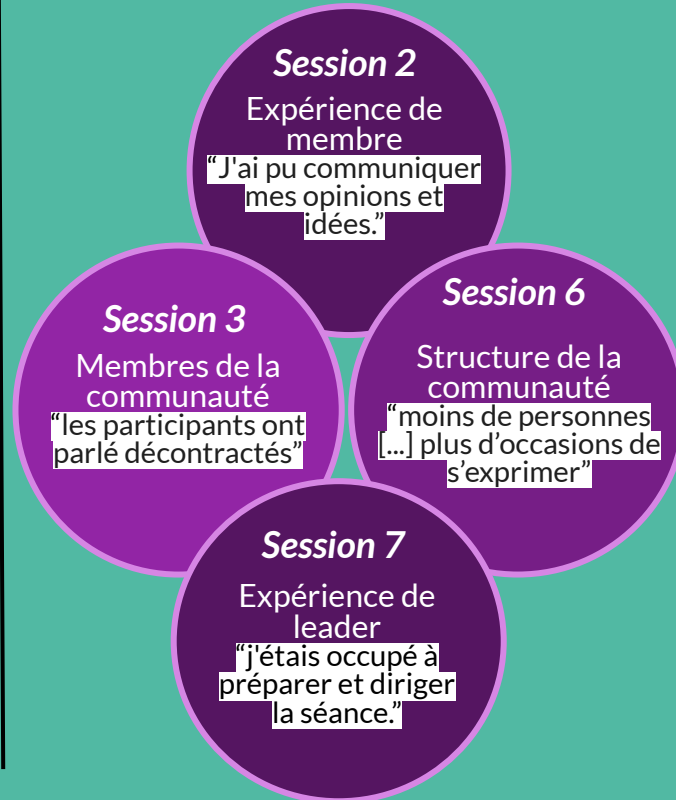 Session 2
Expérience de
membre
“J'ai pu communiquer
mes opinions et
idées.”
Session 3
Membres de la
communauté
“les participants ont
parlé décontractés”
Session 6
Structure de la
communauté
“moins de personnes
[...] plus d’occasions de
s’exprimer”
Session 7
Expérience de
leader
“j'étais occupé à
préparer et diriger
la séance.”